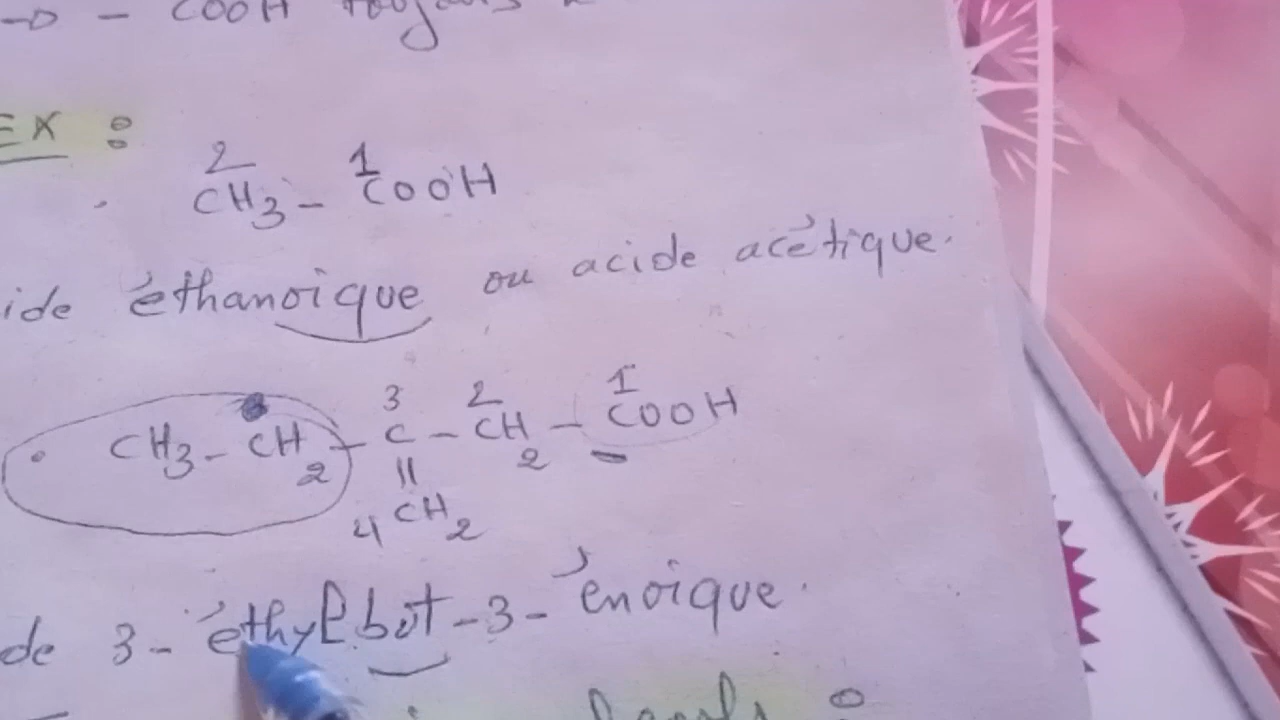 - COOH toujours
EX :
2 1
CH3 - COOH
ide éthanoïque ou acide acétique.
3 2 1
CH3 - CH2 - C - CH2 - COOH
||
4 CH2
de 3 - éthyl but - 3 - énoïque.